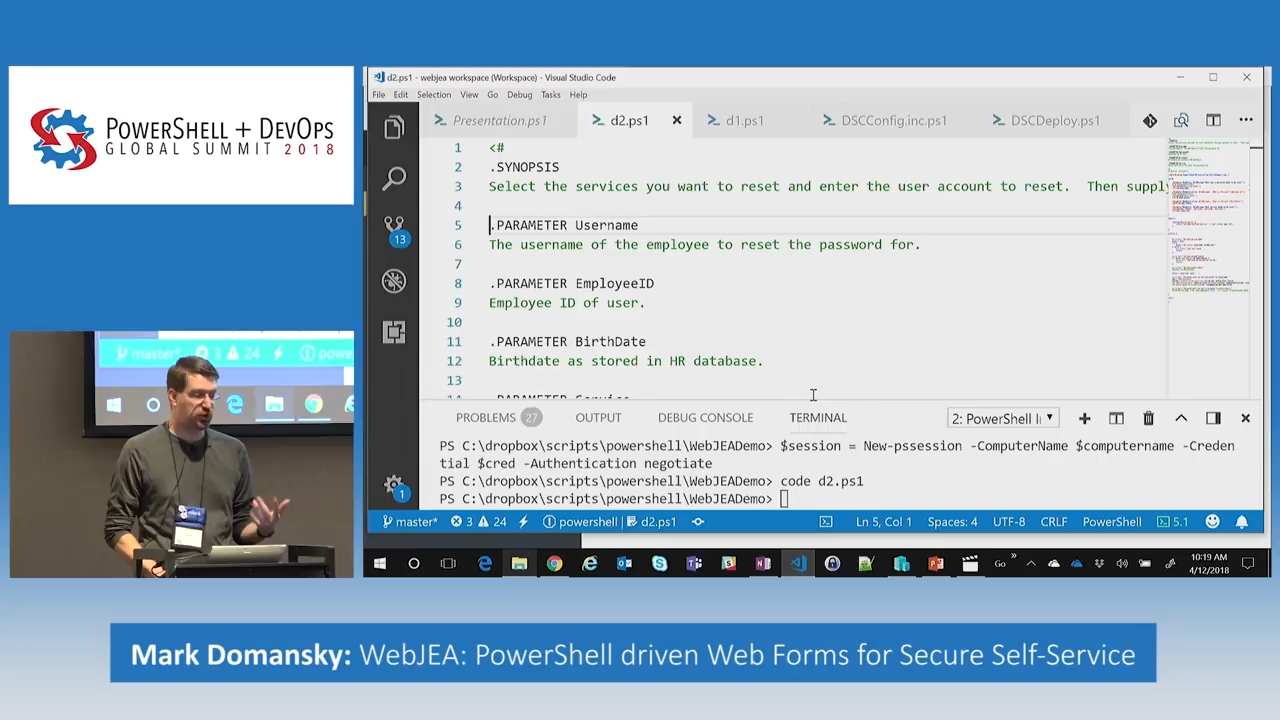 POWERSHELL + DEVOPS
GLOBAL SUMMIT 2018
master* 3 24
d2.ps1 - webjea workspace (Workspace) - Visual Studio Code
File Edit Selection View Go Debug Tasks Help
Presentation.ps1 d2.ps1 d1.ps1 DSCConfig.inc.ps1 DSCDeploy.ps1
1 <#
2 .SYNOPSIS
3 Select the services you want to reset and enter the user account to reset. Then supply
4
5 .PARAMETER Username
6 The username of the employee to reset the password for.
7
8 .PARAMETER EmployeeID
9 Employee ID of user.
10
11 .PARAMETER BirthDate
12 Birthdate as stored in HR database.
13
13
1
PROBLEMS 27 OUTPUT DEBUG CONSOLE TERMINAL 2: PowerShell I
PS C:\dropbox\scripts\powershell\WebJEADemo> $session = New-pssession -ComputerName $computername -Creden
tial $cred -Authentication negotiate
PS C:\dropbox\scripts\powershell\WebJEADemo> code d2.ps1
PS C:\dropbox\scripts\powershell\WebJEADemo>
master* 3 24 powershell d2.ps1 Ln 5, Col 1 Spaces: 4 UTF-8 CRLF PowerShell 5.1
Go 10:19 AM
4/12/2018
Mark Domansky: WebJEA: PowerShell driven Web Forms for Secure Self-Service